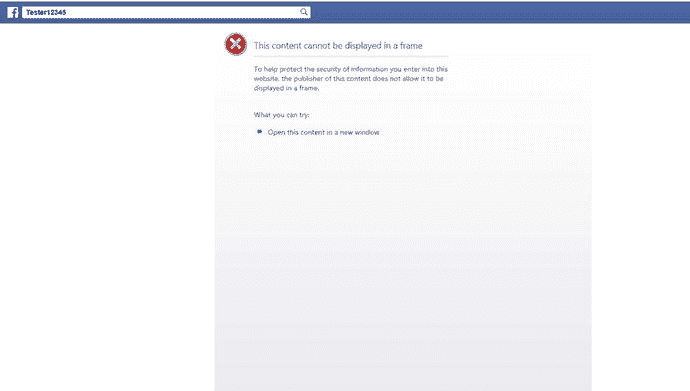 f Tester12345
This content cannot be displayed in a frame
To help protect the security of information you enter into this
website, the publisher of this content does not allow it to be
displayed in a frame.
What you can try:
Open this content in a new window